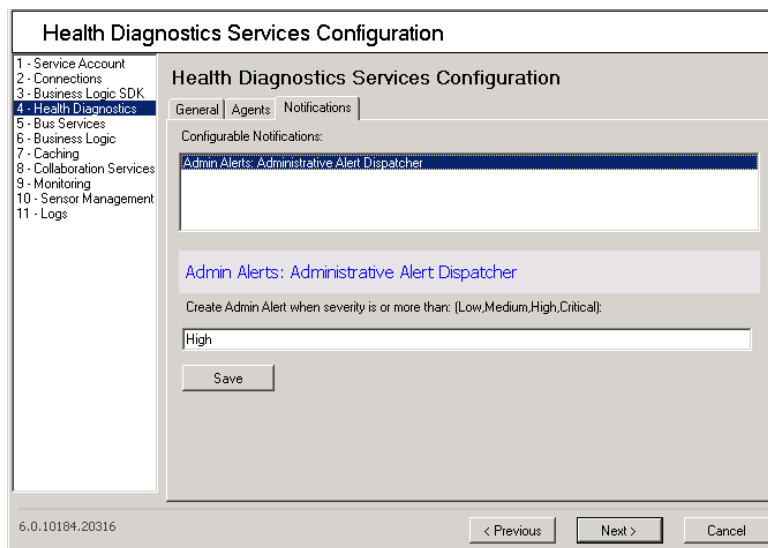 Health Diagnostics Services Configuration
1 - Service Account
2 - Connections
3 - Business Logic SDK
4 - Health Diagnostics
5 - Bus Services
6 - Business Logic
7 - Caching
8 - Collaboration Services
9 - Monitoring
10 - Sensor Management
11 - Logs
Health Diagnostics Services Configuration
General Agents Notifications
Configurable Notifications:
Admin Alerts: Administrative Alert Dispatcher
Admin Alerts: Administrative Alert Dispatcher
Create Admin Alert when severity is or more than: (Low,Medium,High,Critical):
High
Save
6.0.10184.20316
< Previous Next > Cancel